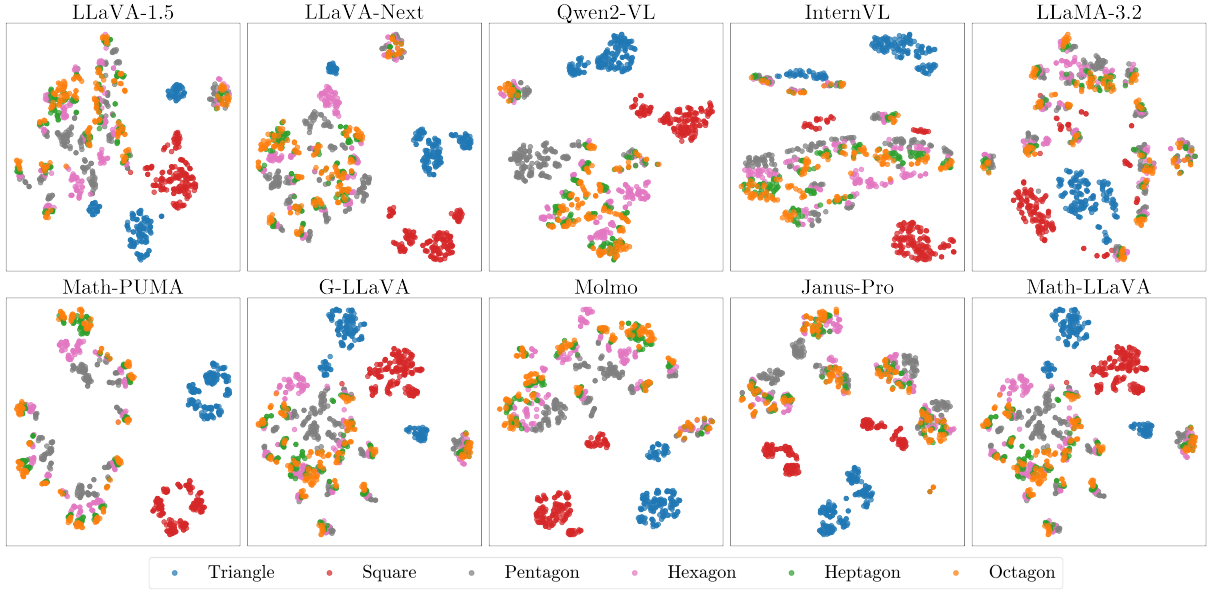 LLaVA-1.5 LLaVA-Next Qwen2-VL InternVL LLaMA-3.2
Math-PUMA G-LLaVA Molmo Janus-Pro Math-LLaVA
Triangle Square Pentagon Hexagon Heptagon Octagon